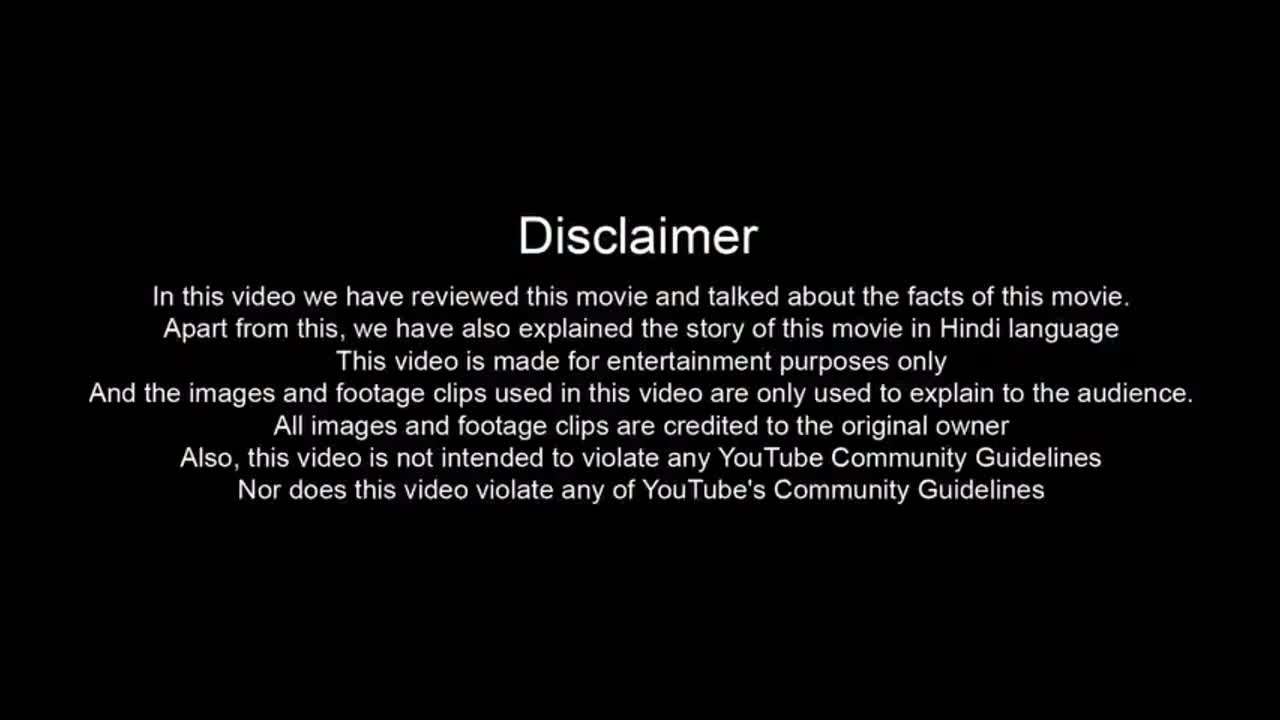 Disclaimer
In this video we have reviewed this movie and talked about the facts of this movie.
Apart from this, we have also explained the story of this movie in Hindi language
This video is made for entertainment purposes only
And the images and footage clips used in this video are only used to explain to the audience.
All images and footage clips are credited to the original owner
Also, this video is not intended to violate any YouTube Community Guidelines
Nor does this video violate any of YouTube's Community Guidelines